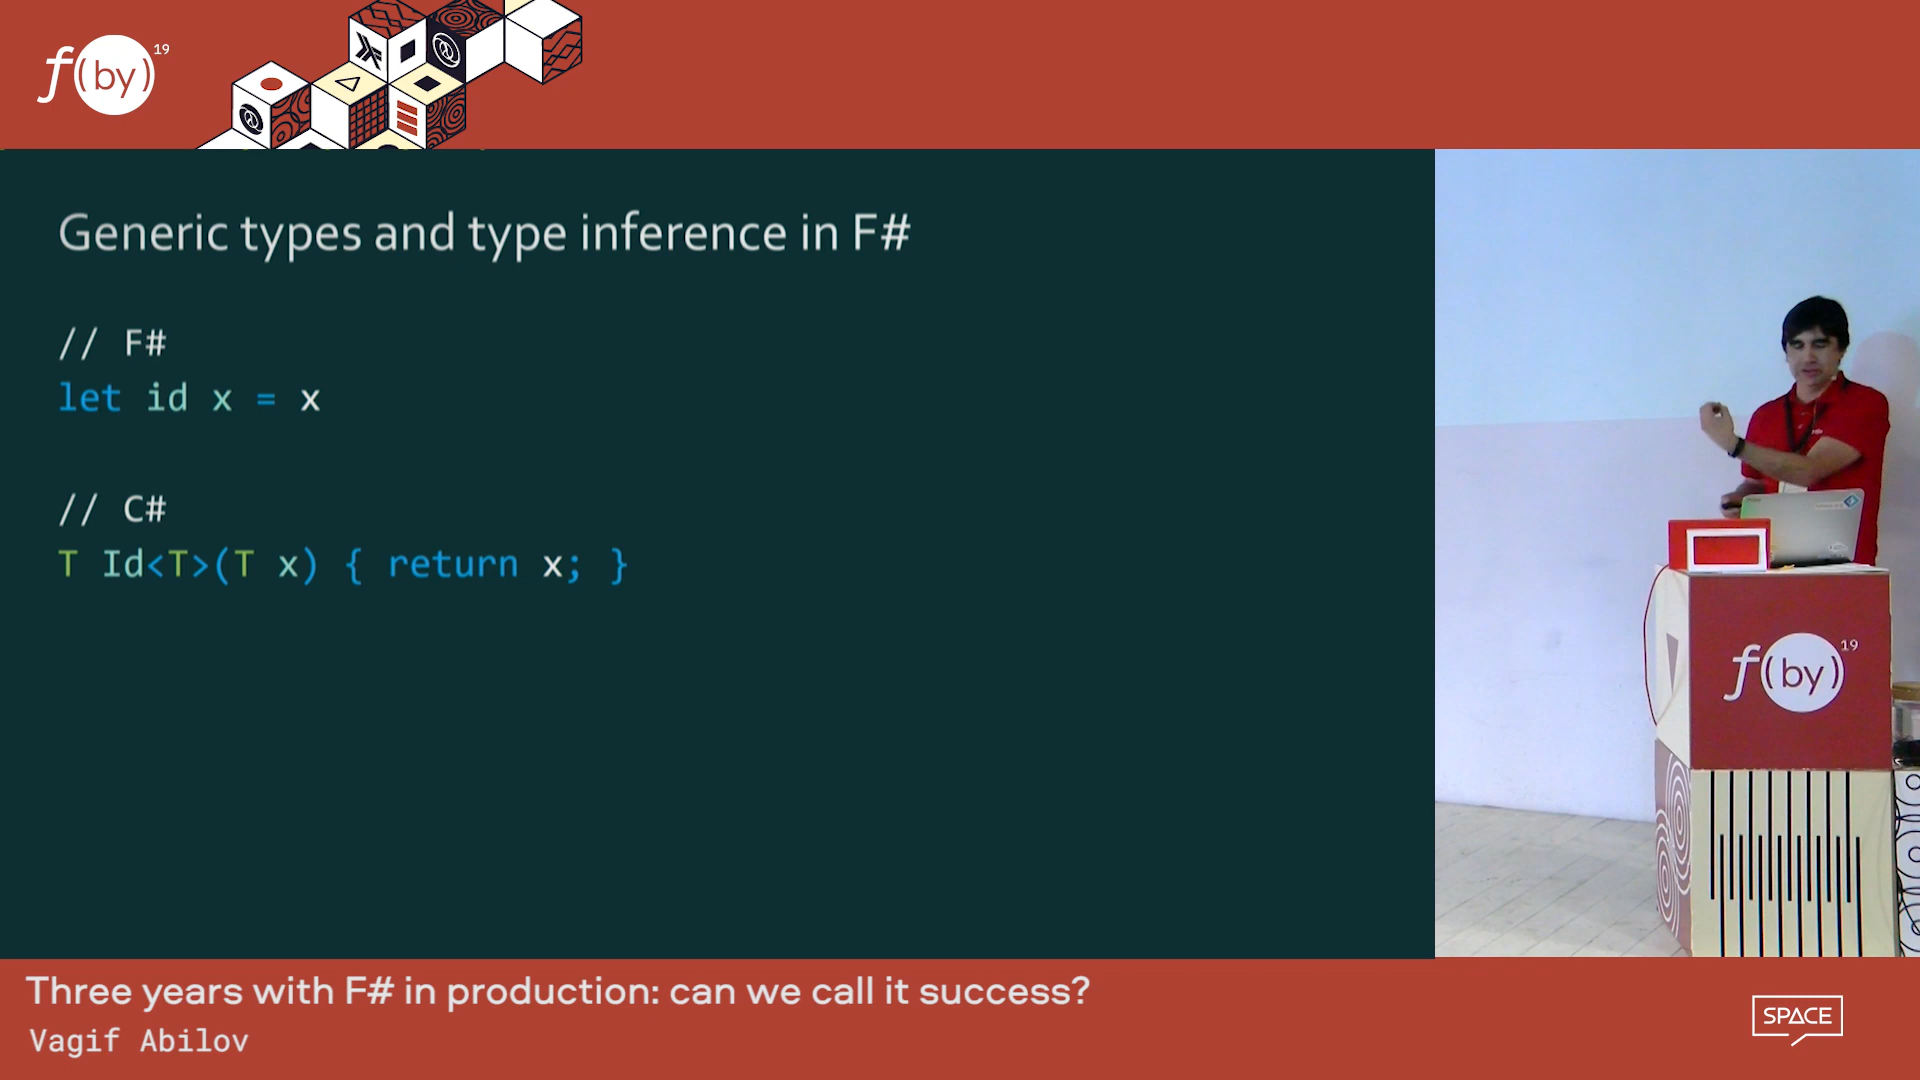 f(by) 19
Generic types and type inference in F#
// F#
let id x = x
// C#
T Id<T>(T x) { return x; }
f(by) 19
Three years with F# in production: can we call it success?
Vagif Abilov
SPACE